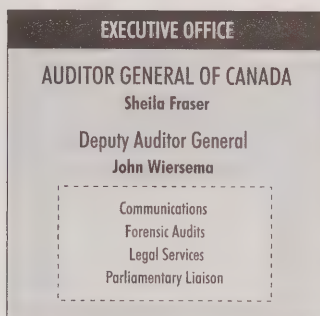 EXECUTIVE OFFICE
AUDITOR GENERAL OF CANADA
Sheila Fraser
Deputy Auditor General
John Wiersema
Communications
Forensic Audits
Legal Services
Parliamentary Liaison